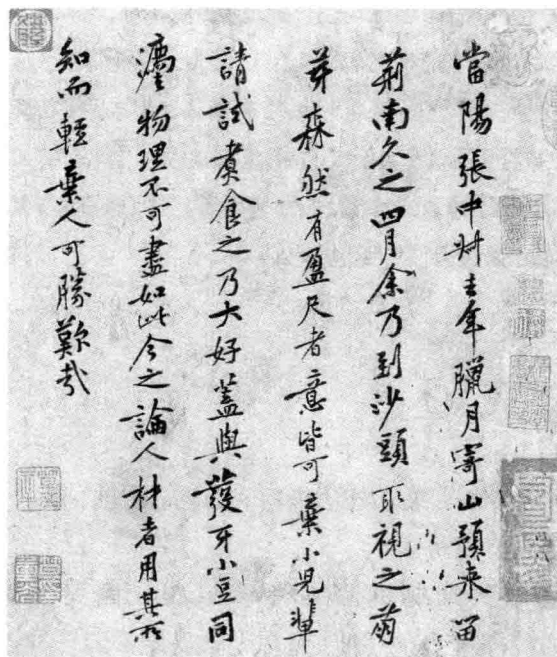 當陽張中叔去年臘月寄山預來留
荊南久之四月余乃到沙頭取視之萌
芽森然有盈尺者意皆可棄小兒輩
請試煮食之乃大好蓋與發牙小豆同
灋物理不可盡如此今之論人材者用其所
知而輕棄人可勝歎哉